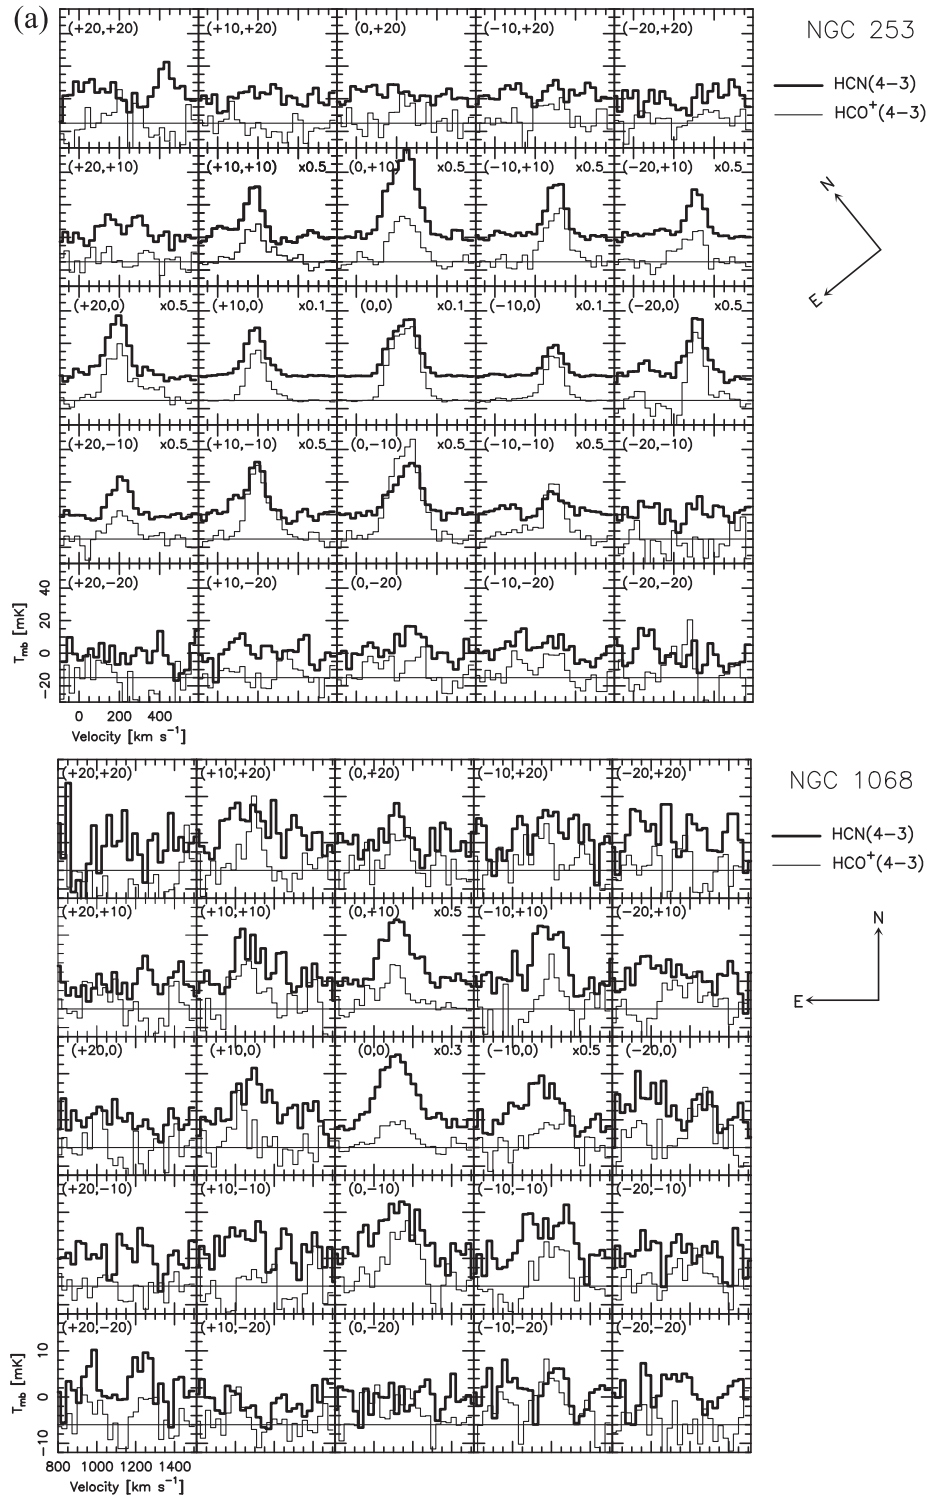 (a)
(+20,+20) (+10,+20) (0,+20) (−10,+20) (−20,+20)
NGC 253
HCN(4−3)
HCO+(4−3)
(+20,+10) (+10,+10) x0.5 (0,+10) x0.5 (−10,+10) x0.5 (−20,+10) x0.5
N
E
(+20,0) x0.5 (+10,0) x0.1 (0,0) x0.1 (−10,0) x0.1 (−20,0) x0.5
(+20,−10) x0.5 (+10,−10) x0.5 (0,−10) x0.5 (−10,−10) x0.5 (−20,−10)
(+20,−20) (+10,−20) (0,−20) (−10,−20) (−20,−20)
Tmb [mK]
40
20
0
−20
0 200 400
Velocity [km s−1]
(+20,+20) (+10,+20) (0,+20) (−10,+20) (−20,+20)
NGC 1068
HCN(4−3)
HCO+(4−3)
(+20,+10) (+10,+10) (0,+10) x0.5 (−10,+10) (−20,+10)
N
E
(+20,0) (+10,0) (0,0) x0.3 (−10,0) x0.5 (−20,0)
(+20,−10) (+10,−10) (0,−10) (−10,−10) (−20,−10)
(+20,−20) (+10,−20) (0,−20) (−10,−20) (−20,−20)
Tmb [mK]
10
0
−10
800 1000 1200 1400
Velocity [km s−1]